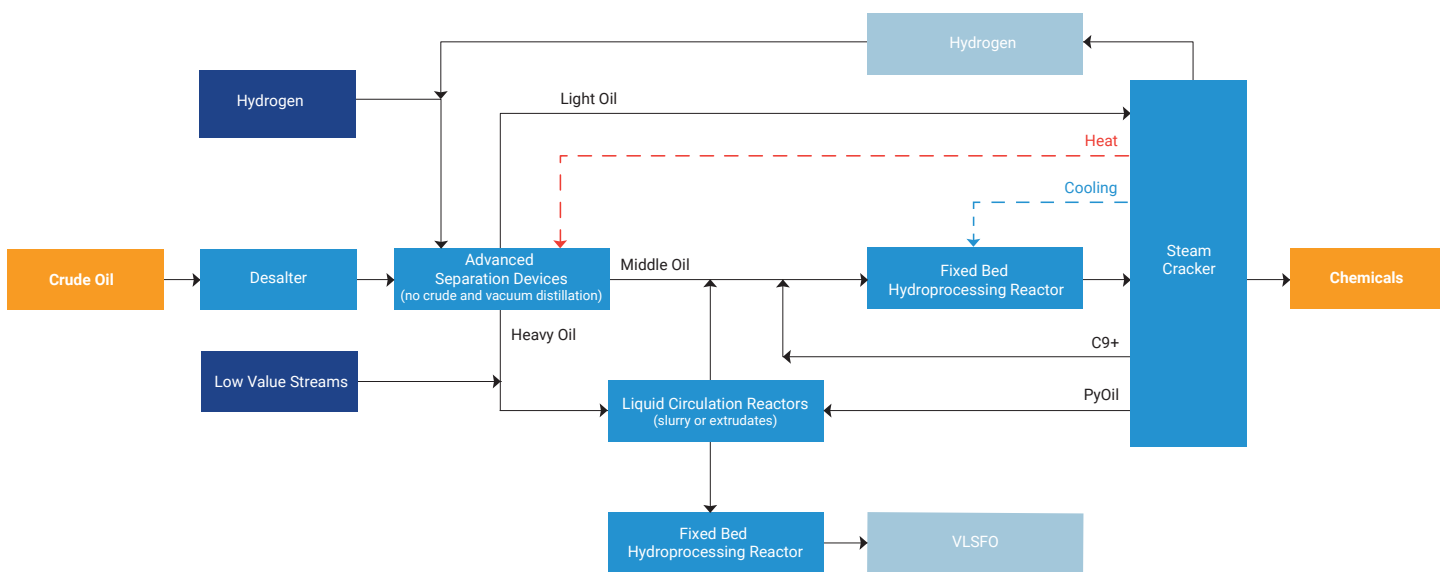 Hydrogen
Hydrogen
Light Oil
Heat
Cooling
Crude Oil
Desalter
Advanced
Separation Devices
(no crude and vacuum distillation)
Middle Oil
Fixed Bed
Hydroprocessing Reactor
Steam
Cracker
Chemicals
Heavy Oil
C9+
Low Value Streams
Liquid Circulation Reactors
(slurry or extrudates)
PyOil
Fixed Bed
Hydroprocessing Reactor
VLSFO